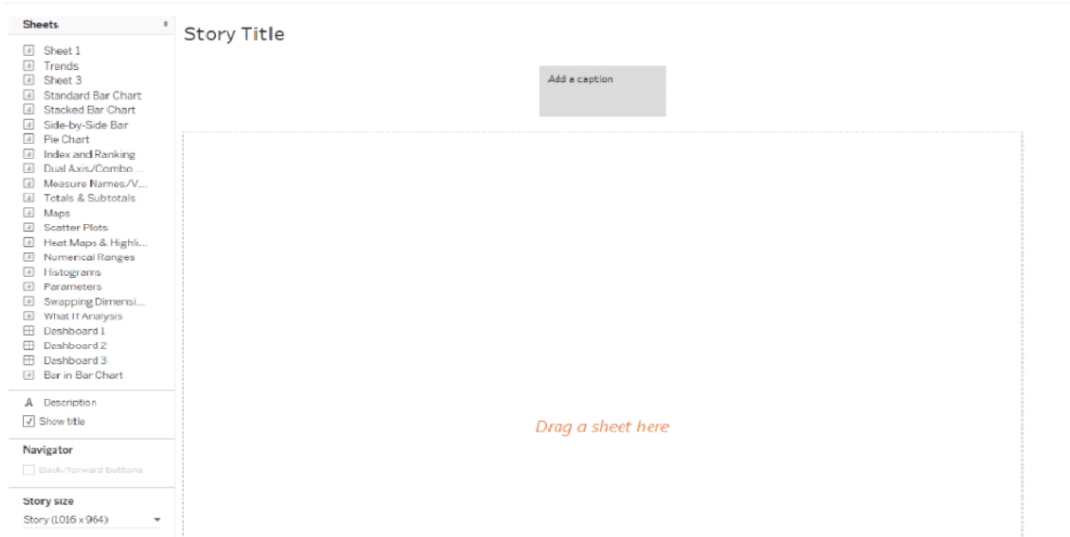 Sheets
Story Title
Add a caption
Sheet 1
Trends
Sheet 3
Standard Bar Chart
Stacked Bar Chart
Side-by-Side Bar
Pie Chart
Index and Ranking
Dual Axis/Combo ...
Measure Names/V...
Totals & Subtotals
Maps
Scatter Plots
Heat Maps & Highli...
Numerical Ranges
Histograms
Parameters
Swapping Dimensi...
What If Analysis
Dashboard 1
Dashboard 2
Dashboard 3
Bar in Bar Chart
A Description
Show title
Navigator
Back/forward buttons
Story size
Story (1016 x 964)
Drag a sheet here